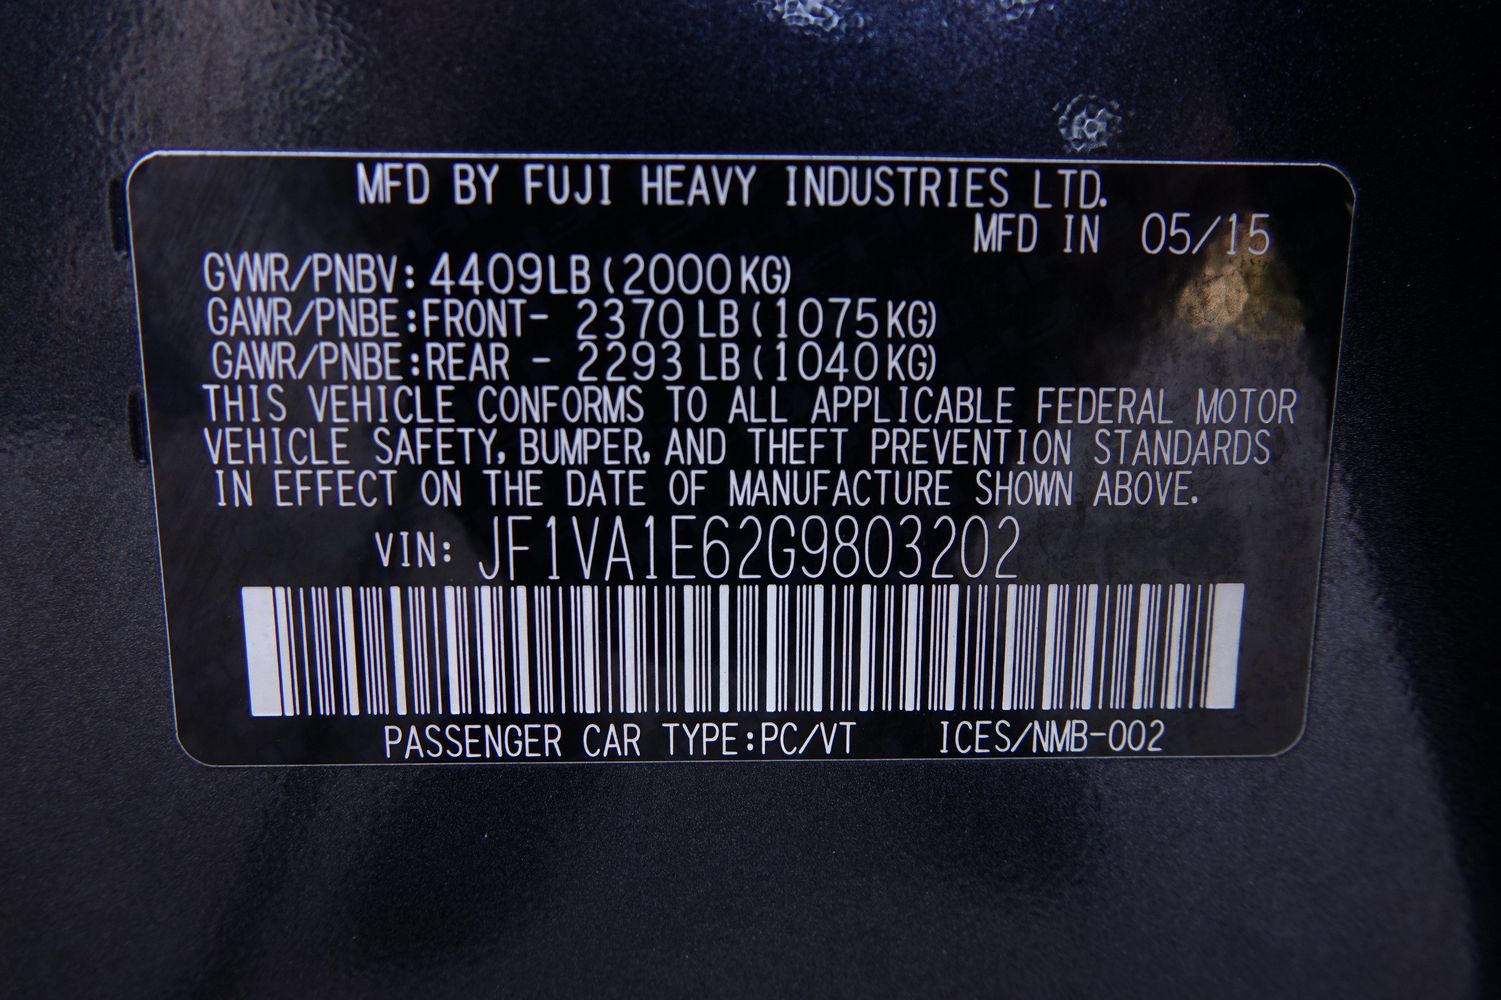 MFD BY FUJI HEAVY INDUSTRIES LTD.
MFD IN 05/15
GVWR/PNBV: 4409LB(2000KG)
GAWR/PNBE:FRONT- 2370LB(1075KG)
GAWR/PNBE:REAR - 2293LB(1040KG)
THIS VEHICLE CONFORMS TO ALL APPLICABLE FEDERAL MOTOR
VEHICLE SAFETY, BUMPER, AND THEFT PREVENTION STANDARDS
IN EFFECT ON THE DATE OF MANUFACTURE SHOWN ABOVE.
VIN: JF1VA1E62G9803202
PASSENGER CAR TYPE:PC/VT ICES/NMB-002